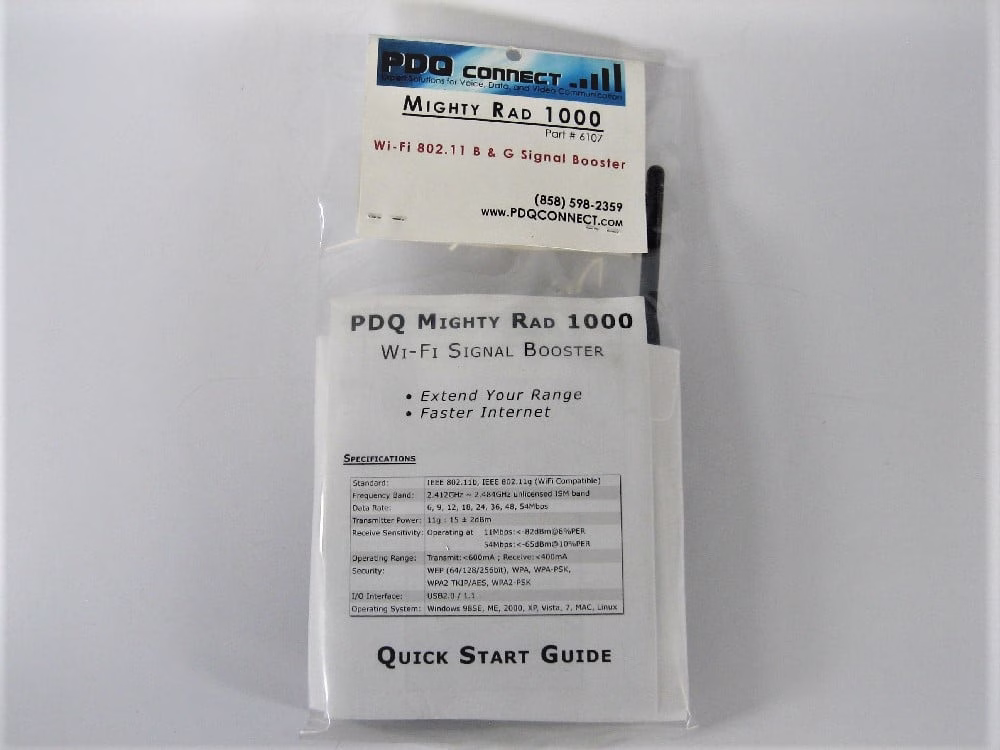 PDQ CONNECT
Expert Solutions for Voice, Data, and Video Communication
MIGHTY RAD 1000
Part # 6107
Wi-Fi 802.11 B & G Signal Booster
(858) 598-2359
WWW.PDQCONNECT.COM
PDQ MIGHTY RAD 1000
WI-FI SIGNAL BOOSTER
• Extend Your Range
• Faster Internet
SPECIFICATIONS
Standard: IEEE 802.11b, IEEE 802.11g (WiFi Compatible)
Frequency Band: 2.412GHz ~ 2.484GHz unlicensed ISM band
Data Rate: 6, 9, 12, 18, 24, 36, 48, 54Mbps
Transmitter Power: 11g : 15 ± 2dBm
Receive Sensitivity: Operating at 11Mbps:<-82dBm@8%PER
54Mbps:<-65dBm@10%PER
Operating Range: Transmit:<600mA ; Receive:<400mA
Security: WEP (64/128/256bit), WPA, WPA-PSK,
WPA2 TKIP/AES, WPA2-PSK
I/O Interface: USB2.0 / 1.1
Operating System: Windows 98SE, ME, 2000, XP, Vista, 7, MAC, Linux
QUICK START GUIDE